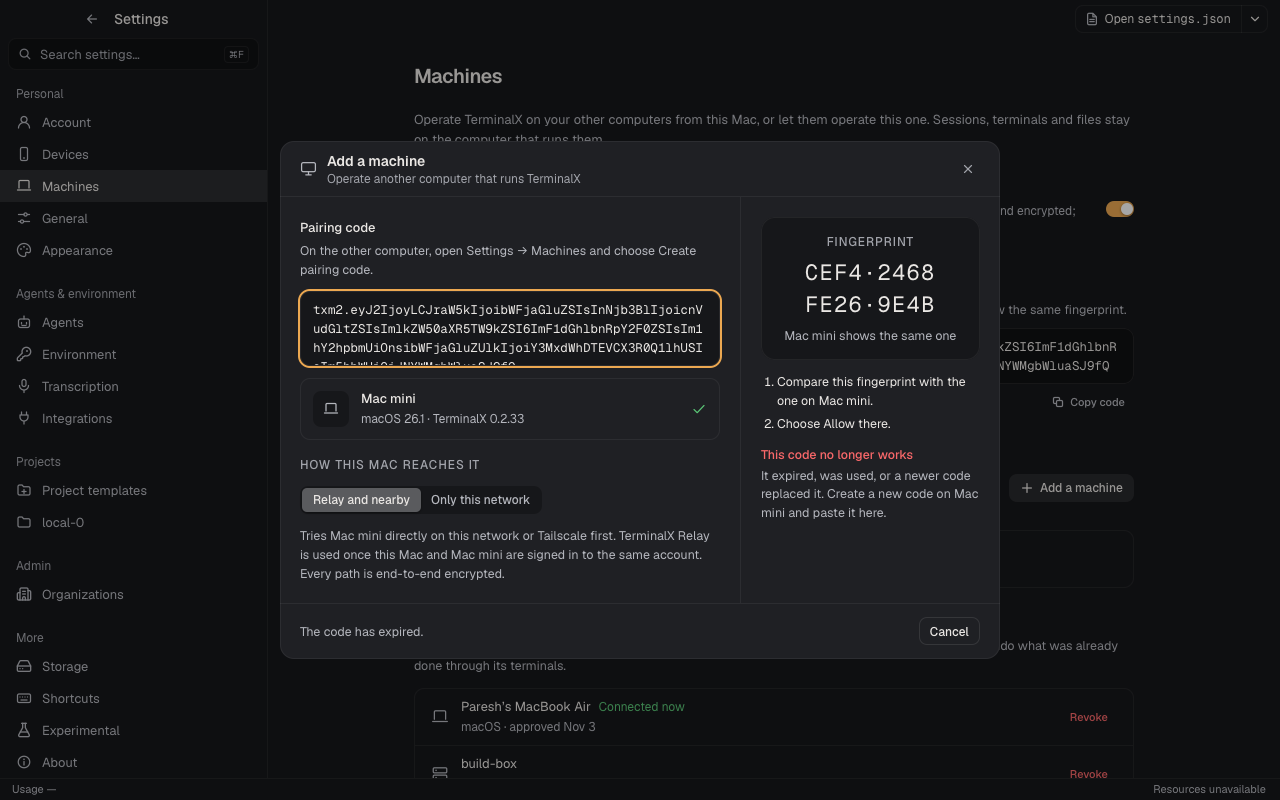 Settings
Open settings.json
Search settings...
⌘F
Personal
Account
Devices
Machines
General
Appearance
Agents & environment
Agents
Environment
Transcription
Integrations
Projects
Project templates
local-0
Admin
Organizations
More
Storage
Shortcuts
Experimental
About
Machines
Operate TerminalX on your other computers from this Mac, or let them operate this one. Sessions, terminals and files stay
on the computer that runs them.
nd encrypted;
the same fingerprint.
kZSI6ImF1dGhlbnR
NYWMgbWluaSJ9fQ
Copy code
Add a machine
do what was already
done through its terminals.
Paresh's MacBook Air Connected now
macOS · approved Nov 3
Revoke
build-box
Revoke
Add a machine
Operate another computer that runs TerminalX
Pairing code
On the other computer, open Settings → Machines and choose Create
pairing code.
txm2.eyJ2IjoyLCJraW5kIjoibWFjaGluZSIsInNjb3BlIjoicnV
udGltZSIsImlkZW50aXR5TW9kZSI6ImF1dGhlbnRpY2F0ZSIsIm1
hY2hpbmUiOnsibWFjaGluZUlkIjoiY3MxdWhDTEVCX3R0Q1lhUSI
Mac mini
macOS 26.1 · TerminalX 0.2.33
HOW THIS MAC REACHES IT
Relay and nearby
Only this network
Tries Mac mini directly on this network or Tailscale first. TerminalX Relay
is used once this Mac and Mac mini are signed in to the same account.
Every path is end-to-end encrypted.
FINGERPRINT
CEF4·2468
FE26·9E4B
Mac mini shows the same one
1. Compare this fingerprint with the
one on Mac mini.
2. Choose Allow there.
This code no longer works
It expired, was used, or a newer code
replaced it. Create a new code on Mac
mini and paste it here.
The code has expired.
Cancel
Usage —
Resources unavailable